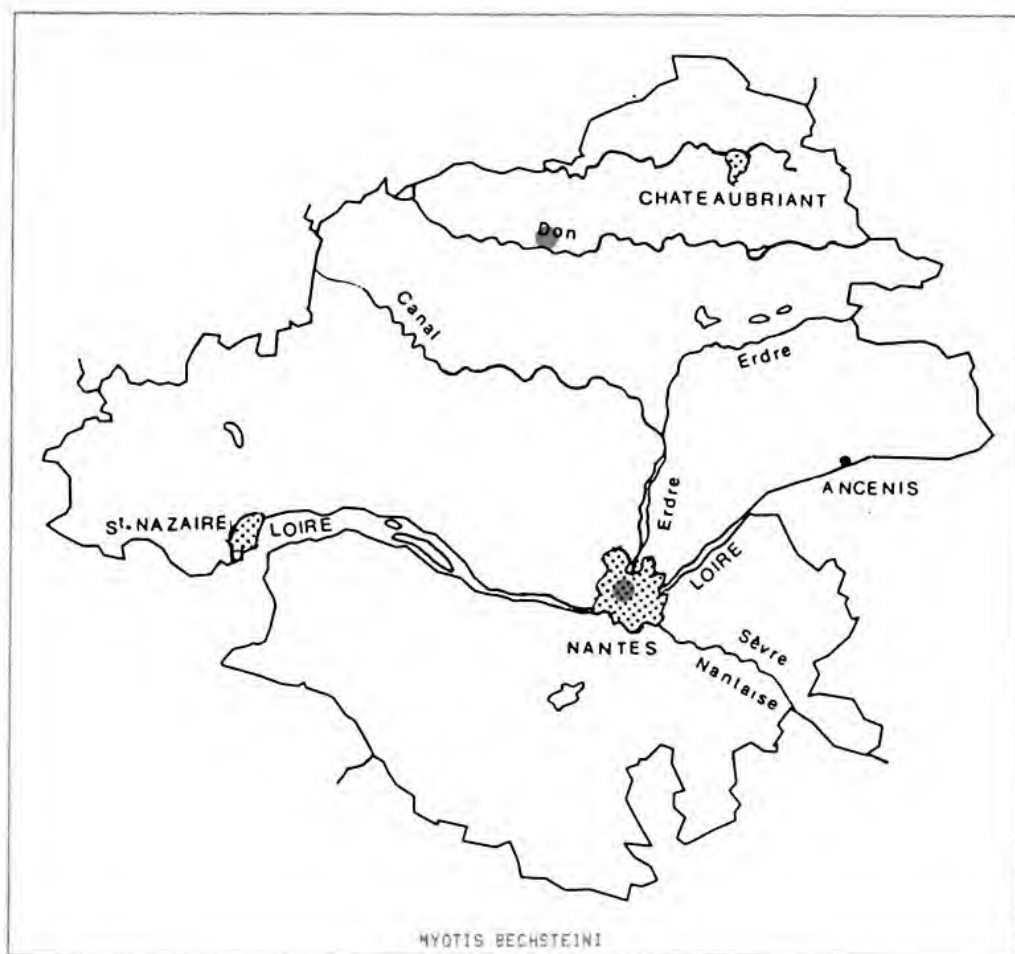 CHATEAUBRIANT
Don
Canal
Erdre
ANCENIS
Erdre
St-NAZAIRE
LOIRE
LOIRE
NANTES
Sèvre
Nantaise
MYOTIS BECHSTEINI